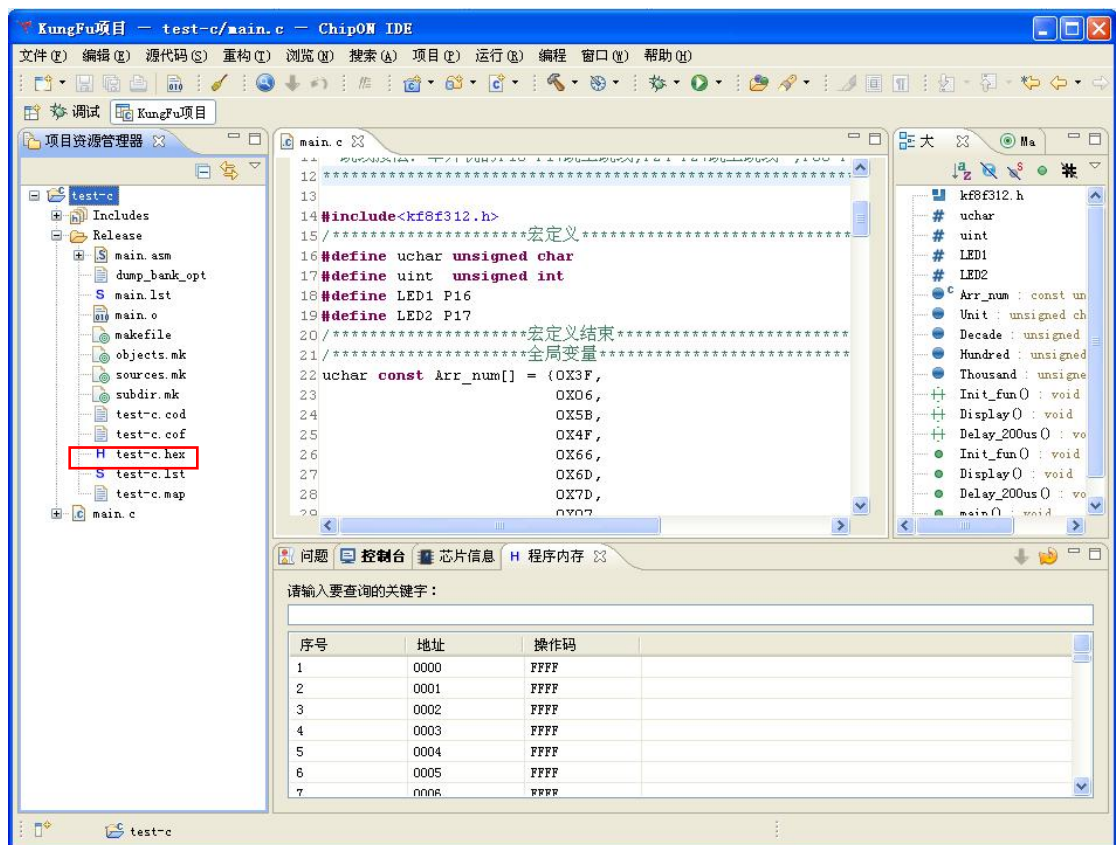 KungFu项目 — test-c/main.c — ChipON IDE
文件(F) 编辑(E) 源代码(S) 重构(T) 浏览(N) 搜索(A) 项目(P) 运行(R) 编程 窗口(W) 帮助(H)
调试 KungFu项目
项目资源管理器
test-c
Includes
Release
main.asm
dump_bank_opt
main.lst
main.o
makefile
objects.mk
sources.mk
subdir.mk
test-c.cod
test-c.cof
test-c.hex
test-c.lst
test-c.map
main.c
main.c
12 ********************************************************
13
14 #include<kf8f312.h>
15 /*********************宏定义*****************************
16 #define uchar unsigned char
17 #define uint  unsigned int
18 #define LED1 P16
19 #define LED2 P17
20 /*********************宏定义结束*************************
21 /*********************全局变量***************************
22 uchar const Arr_num[] = {0X3F,
23 0X06,
24 0X5B,
25 0X4F,
26 0X66,
27 0X6D,
28 0X7D,
29 0X07
大 Ma
kf8f312.h
# uchar
# uint
# LED1
# LED2
Arr_num : const un
Unit : unsigned ch
Decade : unsigned
Hundred : unsigned
Thousand : unsigne
Init_fun() : void
Display() : void
Delay_200us() : vo
Init_fun() : void
Display() : void
Delay_200us() : vo
main() : void
问题 控制台 芯片信息 程序内存
请输入要查询的关键字：
序号 地址 操作码
1 0000 FFFF
2 0001 FFFF
3 0002 FFFF
4 0003 FFFF
5 0004 FFFF
6 0005 FFFF
7 0006 FFFF
test-c